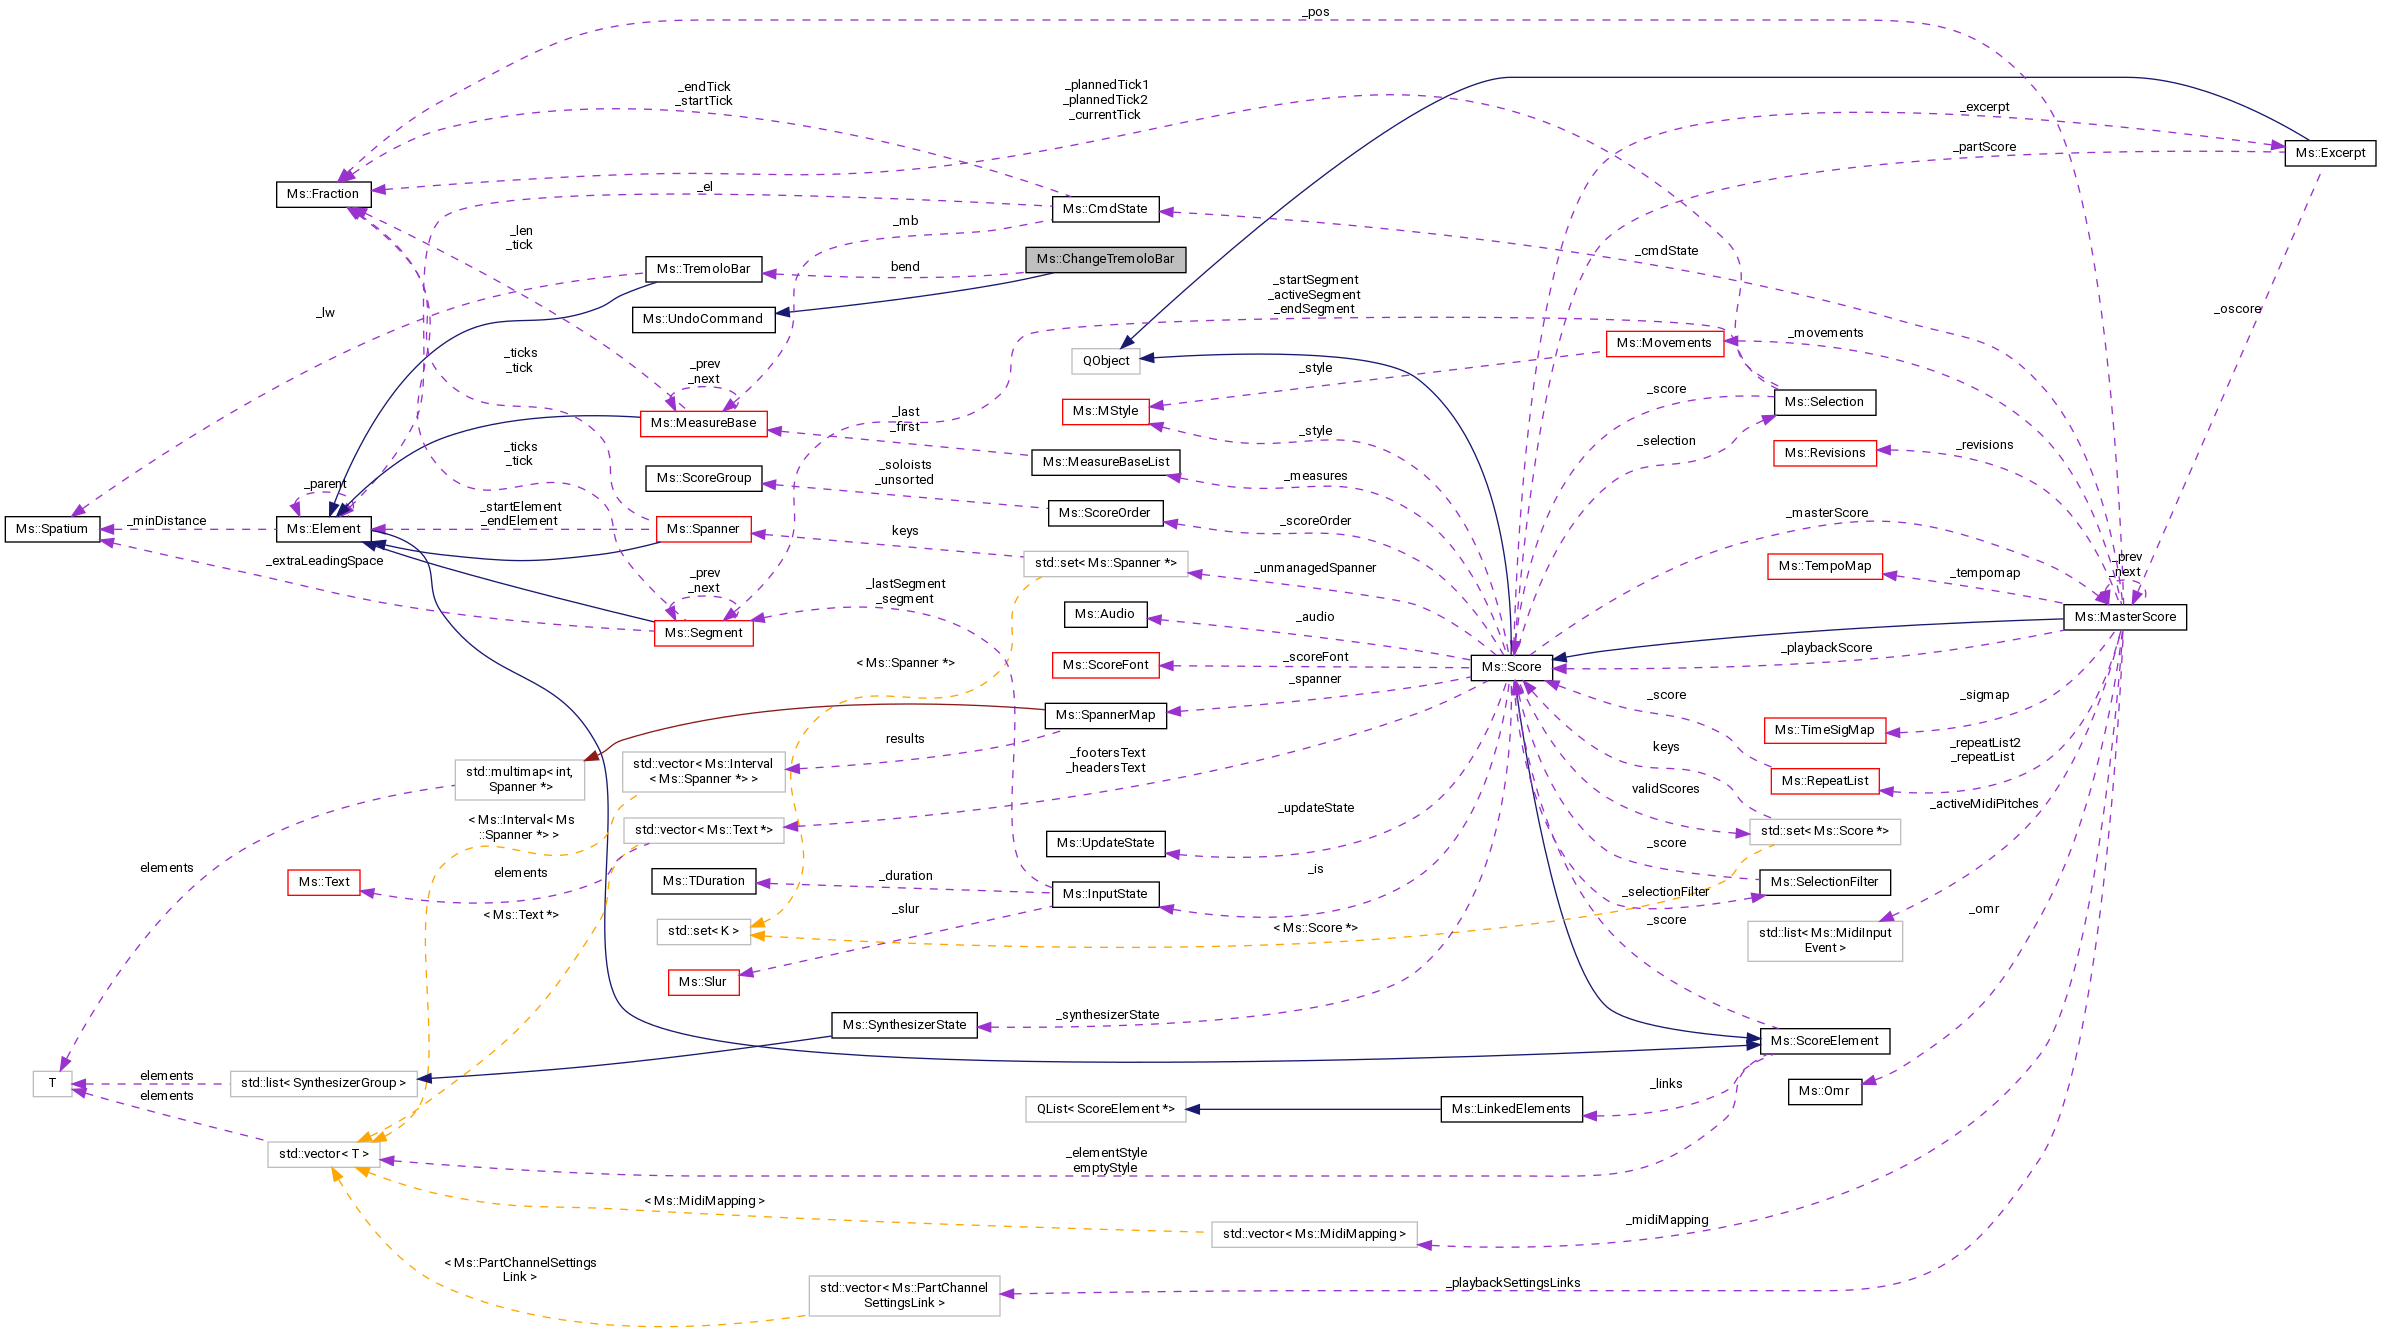 _pos
_endTick
_startTick
_plannedTick1
_plannedTick2
_currentTick
_excerpt
_partScore
Ms::Excerpt
Ms::Fraction
_el
Ms::CmdState
_mb
_len
_tick
Ms::TremoloBar
bend
Ms::ChangeTremoloBar
_cmdState
_lw
Ms::UndoCommand
_startSegment
_activeSegment
_endSegment
_oscore
_movements
Ms::Movements
QObject
_ticks
_tick
_prev
_next
_style
_score
Ms::Selection
Ms::MStyle
Ms::MeasureBase
_last
_first
_style
_selection
_revisions
Ms::Revisions
_ticks
_tick
Ms::MeasureBaseList
_soloists
_unsorted
Ms::ScoreGroup
_measures
_parent
Ms::ScoreOrder
_scoreOrder
_masterScore
Ms::Spatium
_minDistance
Ms::Element
_startElement
_endElement
Ms::Spanner
keys
std::set< Ms::Spanner *>
_unmanagedSpanner
_extraLeadingSpace
_prev
_next
_lastSegment
_segment
Ms::TempoMap
_tempomap
_prev
_next
Ms::MasterScore
Ms::Segment
Ms::Audio
_audio
< Ms::Spanner *>
Ms::ScoreFont
_scoreFont
Ms::Score
_playbackScore
_spanner
_score
_sigmap
Ms::SpannerMap
Ms::TimeSigMap
results
_footersText
_headersText
keys
_repeatList2
_repeatList
std::multimap< int,
Spanner *>
std::vector< Ms::Interval
< Ms::Spanner *> >
Ms::RepeatList
validScores
_updateState
_activeMidiPitches
< Ms::Interval< Ms
::Spanner *> >
std::vector< Ms::Text *>
std::set< Ms::Score *>
Ms::UpdateState
_score
elements
Ms::Text
elements
Ms::TDuration
_duration
Ms::InputState
_is
Ms::SelectionFilter
_selectionFilter
< Ms::Text *>
_slur
_omr
std::set< K >
< Ms::Score *>
_score
std::list< Ms::MidiInput
Event >
Ms::Slur
Ms::SynthesizerState
_synthesizerState
Ms::ScoreElement
T
elements
elements
std::list< SynthesizerGroup >
_links
Ms::Omr
QList< ScoreElement *>
Ms::LinkedElements
std::vector< T >
_elementStyle
emptyStyle
< Ms::MidiMapping >
std::vector< Ms::MidiMapping >
_midiMapping
< Ms::PartChannelSettings
Link >
std::vector< Ms::PartChannel
SettingsLink >
_playbackSettingsLinks